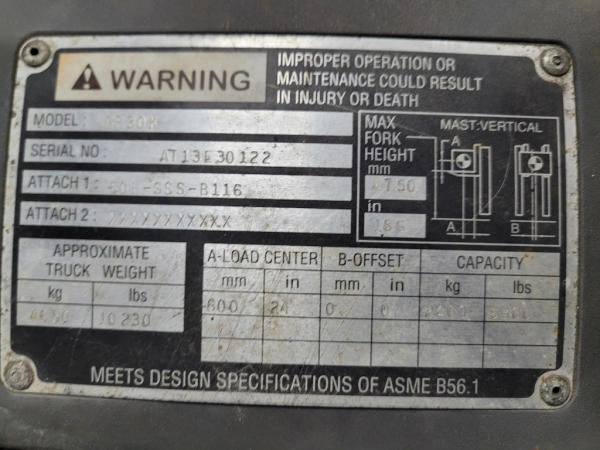 WARNING
IMPROPER OPERATION OR
MAINTENANCE COULD RESULT
IN INJURY OR DEATH
MODEL:
SERIAL NO: AT13E30122
ATTACH 1: -SSS-B116
ATTACH 2: XXXXXXXXXXX
MAX
FORK
HEIGHT
mm
in
MAST:VERTICAL
A
A
B
APPROXIMATE
TRUCK WEIGHT
kg lbs
10230
A-LOAD CENTER B-OFFSET CAPACITY
mm in mm in kg lbs
600 24 0 0
MEETS DESIGN SPECIFICATIONS OF ASME B56.1